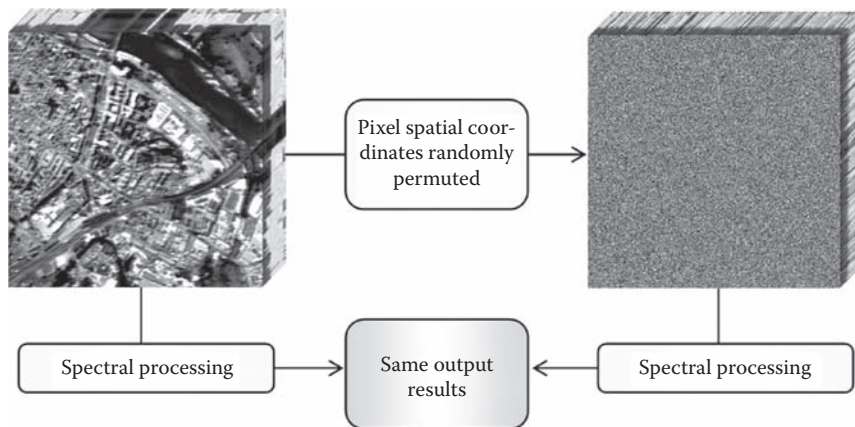 Pixel spatial coor-
dinates randomly
permuted
Spectral processing
Same output
results
Spectral processing